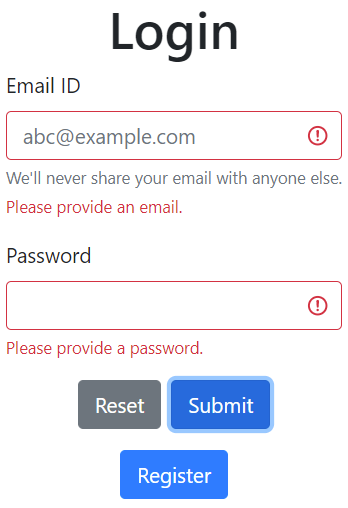 Login
Email ID
abc@example.com
We'll never share your email with anyone else.
Please provide an email.
Password
Please provide a password.
Reset Submit
Register